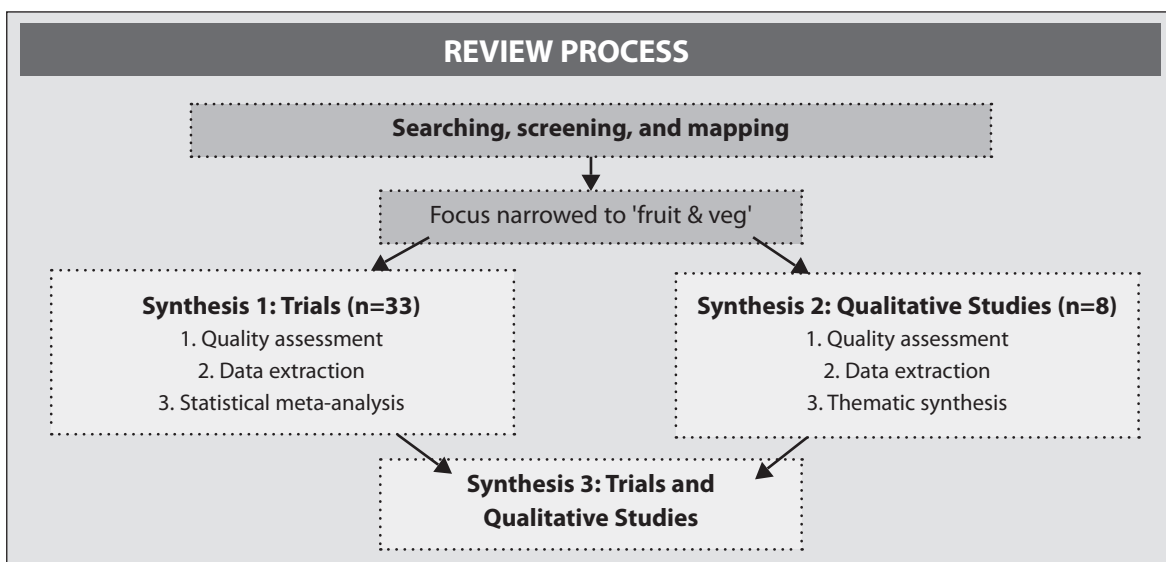 REVIEW PROCESS
Searching, screening, and mapping
Focus narrowed to 'fruit & veg'
Synthesis 1: Trials (n=33)
1. Quality assessment
2. Data extraction
3. Statistical meta-analysis
Synthesis 2: Qualitative Studies (n=8)
1. Quality assessment
2. Data extraction
3. Thematic synthesis
Synthesis 3: Trials and
Qualitative Studies